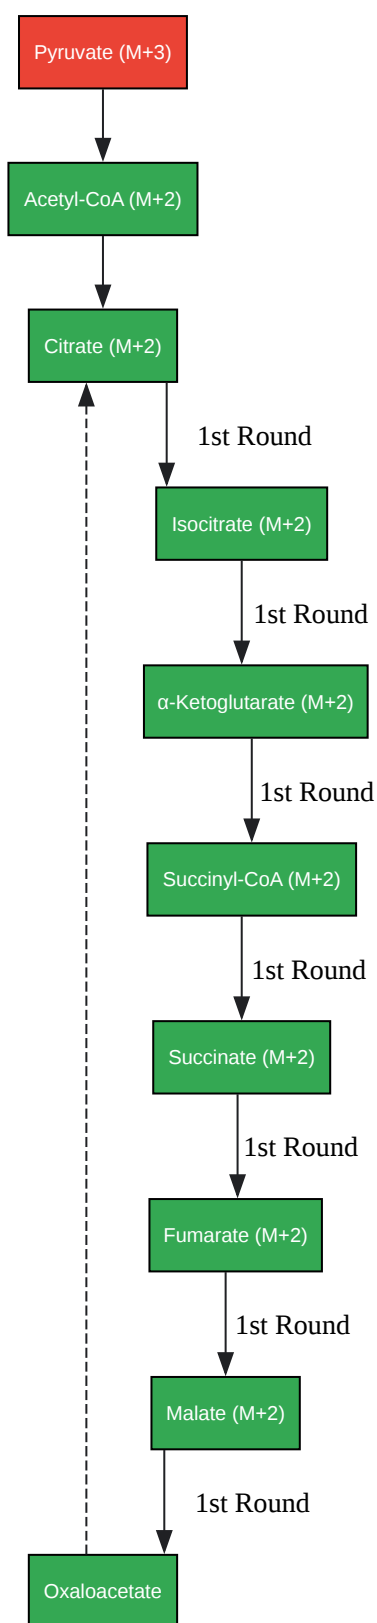 Pyruvate (M+3)
Acetyl-CoA (M+2)
Citrate (M+2)
1st Round
Isocitrate (M+2)
1st Round
α-Ketoglutarate (M+2)
1st Round
Succinyl-CoA (M+2)
1st Round
Succinate (M+2)
1st Round
Fumarate (M+2)
1st Round
Malate (M+2)
1st Round
Oxaloacetate